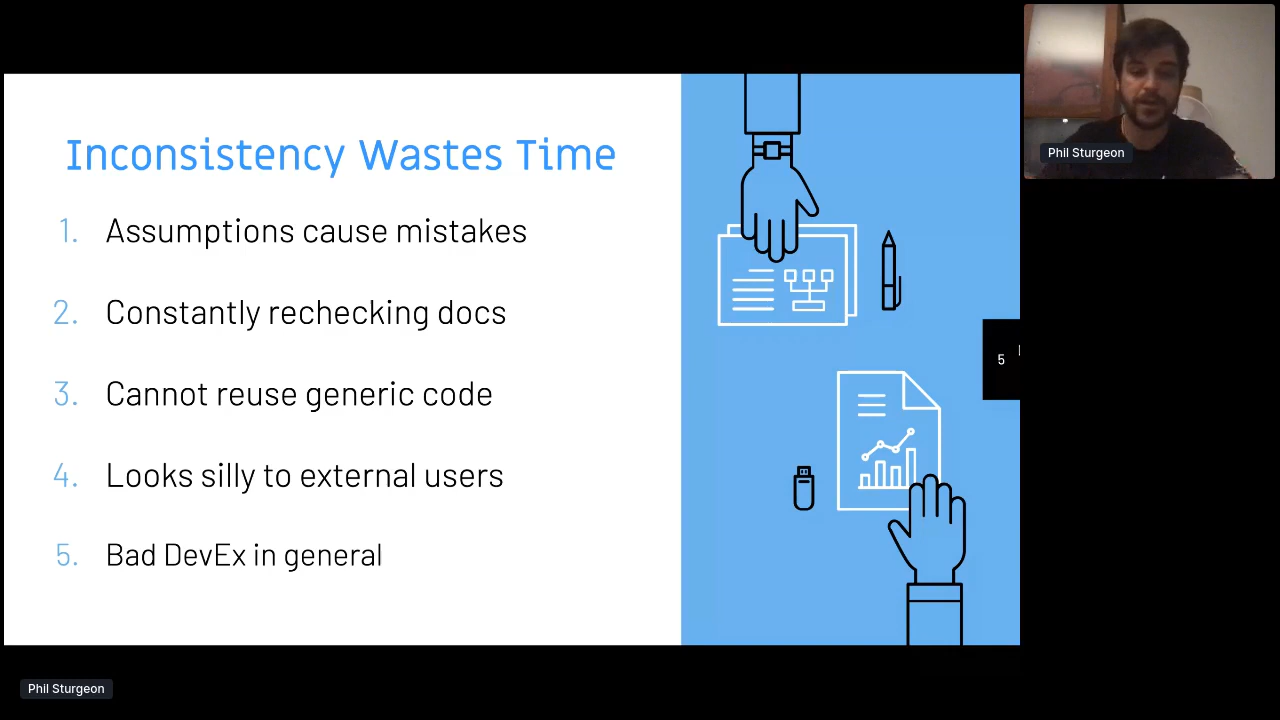 Inconsistency Wastes Time
1. Assumptions cause mistakes
2. Constantly rechecking docs
3. Cannot reuse generic code
4. Looks silly to external users
5. Bad DevEx in general
5
Phil Sturgeon
Phil Sturgeon